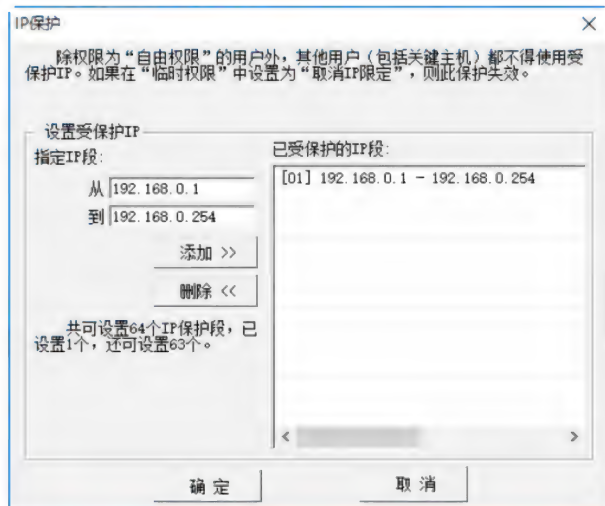 IP保护
除权限为“自由权限”的用户外，其他用户（包括关键主机）都不得使用受
保护IP。如果在“临时权限”中设置为“取消IP限定”，则此保护失效。
设置受保护IP
指定IP段:
从 192.168.0.1
到 192.168.0.254
添加 >>
删除 <<
共可设置64个IP保护段，已
设置1个，还可设置63个。
已受保护的IP段:
[01] 192.168.0.1 - 192.168.0.254
确 定
取 消